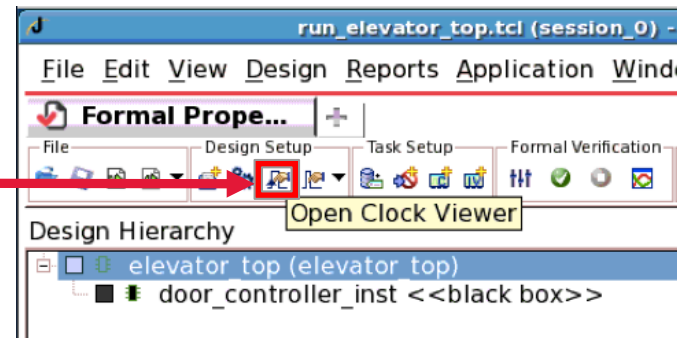 run_elevator_top.tcl (session_0) -
File Edit View Design Reports Application Windo
Formal Prope...
File Design Setup Task Setup Formal Verification
Open Clock Viewer
Design Hierarchy
elevator_top (elevator_top)
door_controller_inst <<black box>>